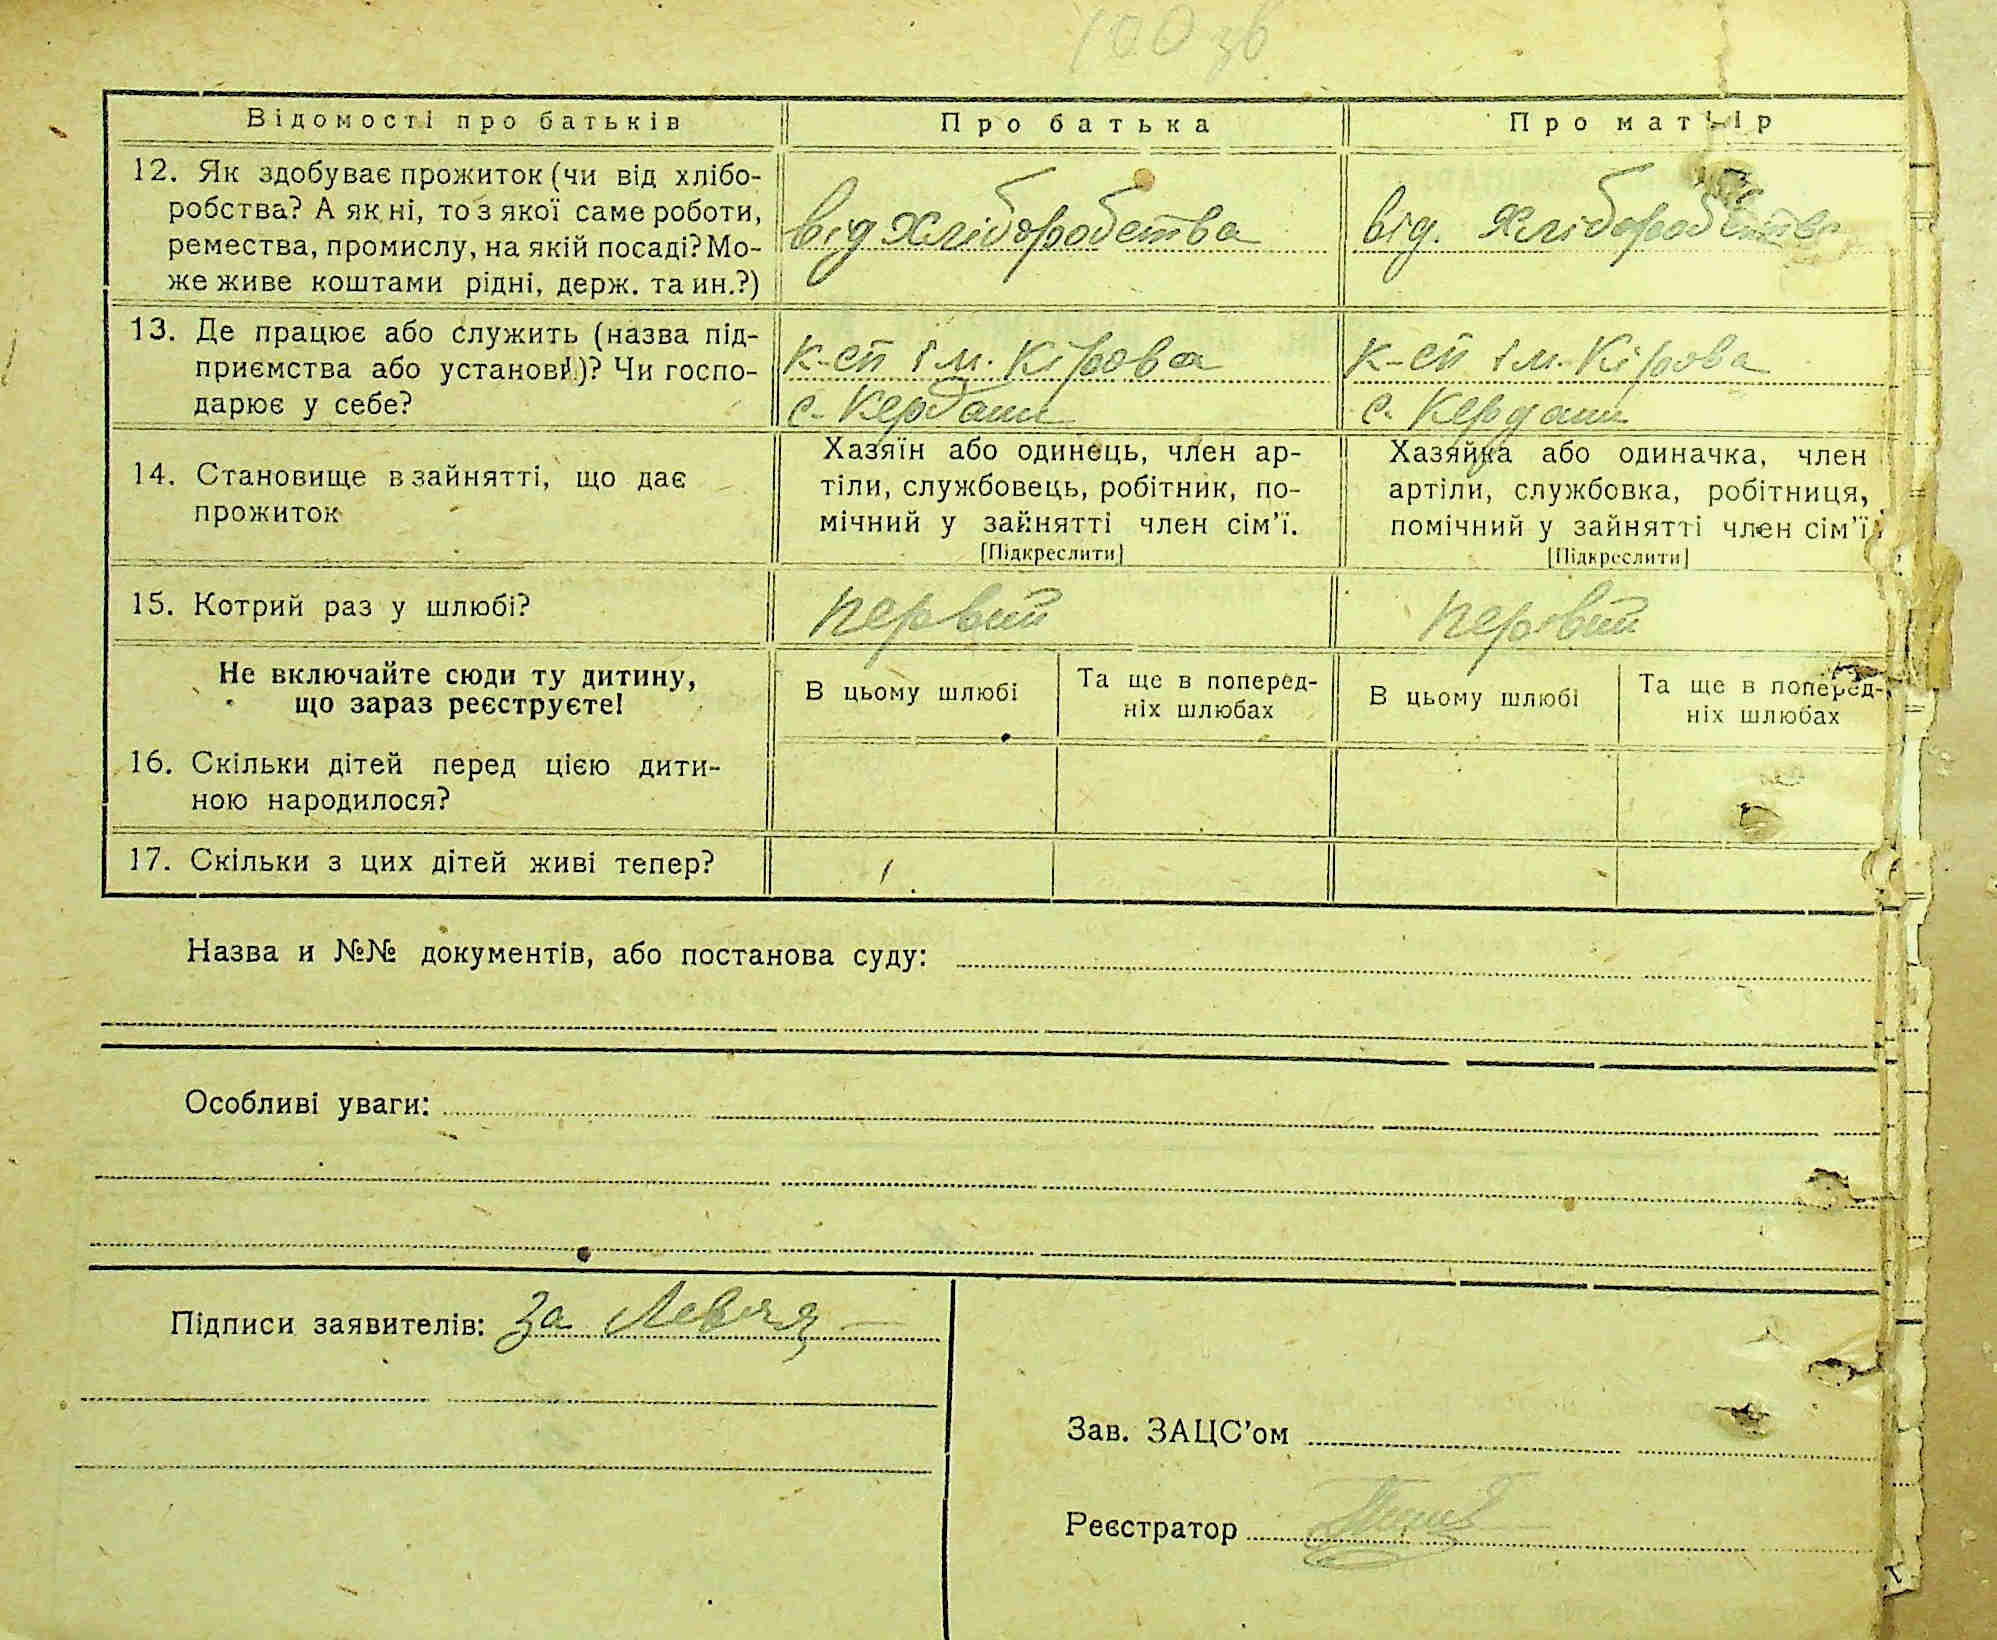 100 зв
Відомості про батьків
Про батька
Про матір
12. Як здобуває прожиток (чи від хлібо-
робства? А як ні, то з якої саме роботи,
ремества, промислу, на якій посаді? Мо-
же живе коштами рідні, держ. та ин.?)
від хліборобства
від. хліборобства
13. Де працює або служить (назва під-
приємства або установи)? Чи госпо-
дарює у себе?
к-сп ім. Кірова
с. Кердани
к-сп ім. Кірова
с. Кердани
14. Становище в зайнятті, що дає
прожиток
Хазяїн або одинець, член ар-
тіли, службовець, робітник, по-
мічний у зайнятті член сім'ї.
[Підкреслити]
Хазяйка або одиначка, член
артіли, службовка, робітниця,
помічний у зайнятті член сім'ї
[Підкреслити]
15. Котрий раз у шлюбі?
первий
первий
Не включайте сюди ту дитину,
що зараз реєструєте!
В цьому шлюбі
Та ще в поперед-
ніх шлюбах
В цьому шлюбі
Та ще в поперед-
ніх шлюбах
16. Скільки дітей перед цією дити-
ною народилося?
17. Скільки з цих дітей живі тепер?
Назва и №№ документів, або постанова суду:
Особливі уваги:
Підписи заявителів: За
Зав. ЗАЦС'ом
Реєстратор